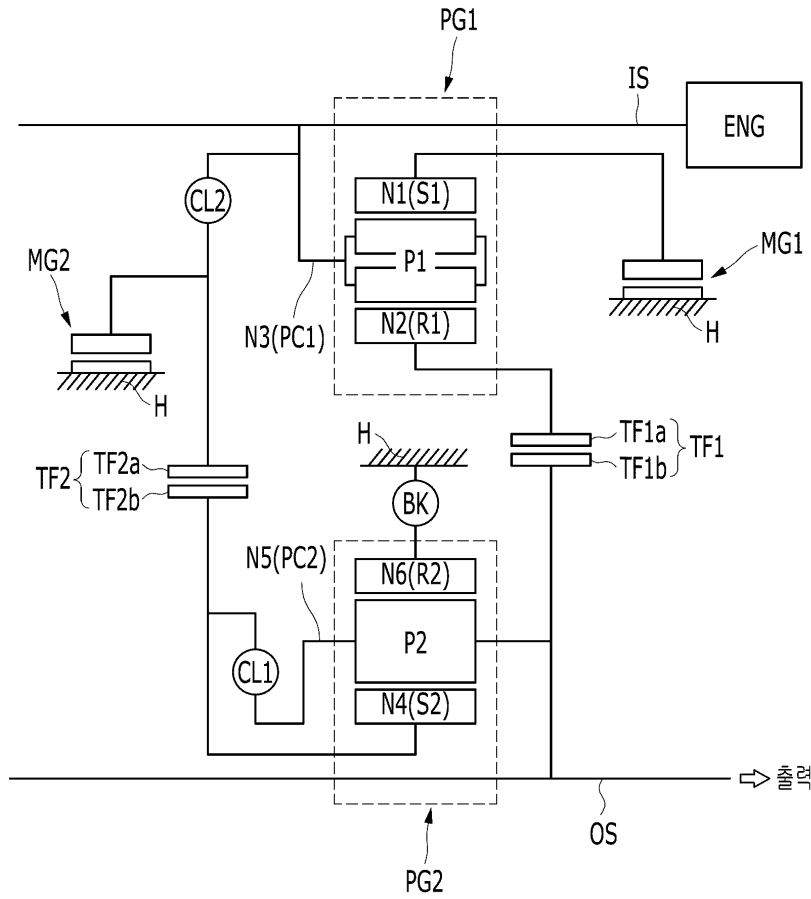 PG1
IS
ENG
N1(S1)
CL2
P1
MG1
MG2
N2(R1)
N3(PC1)
H
H
TF1a
TF1
TF1b
H
TF2a
TF2
TF2b
BK
N5(PC2)
N6(R2)
P2
CL1
N4(S2)
출력
OS
PG2